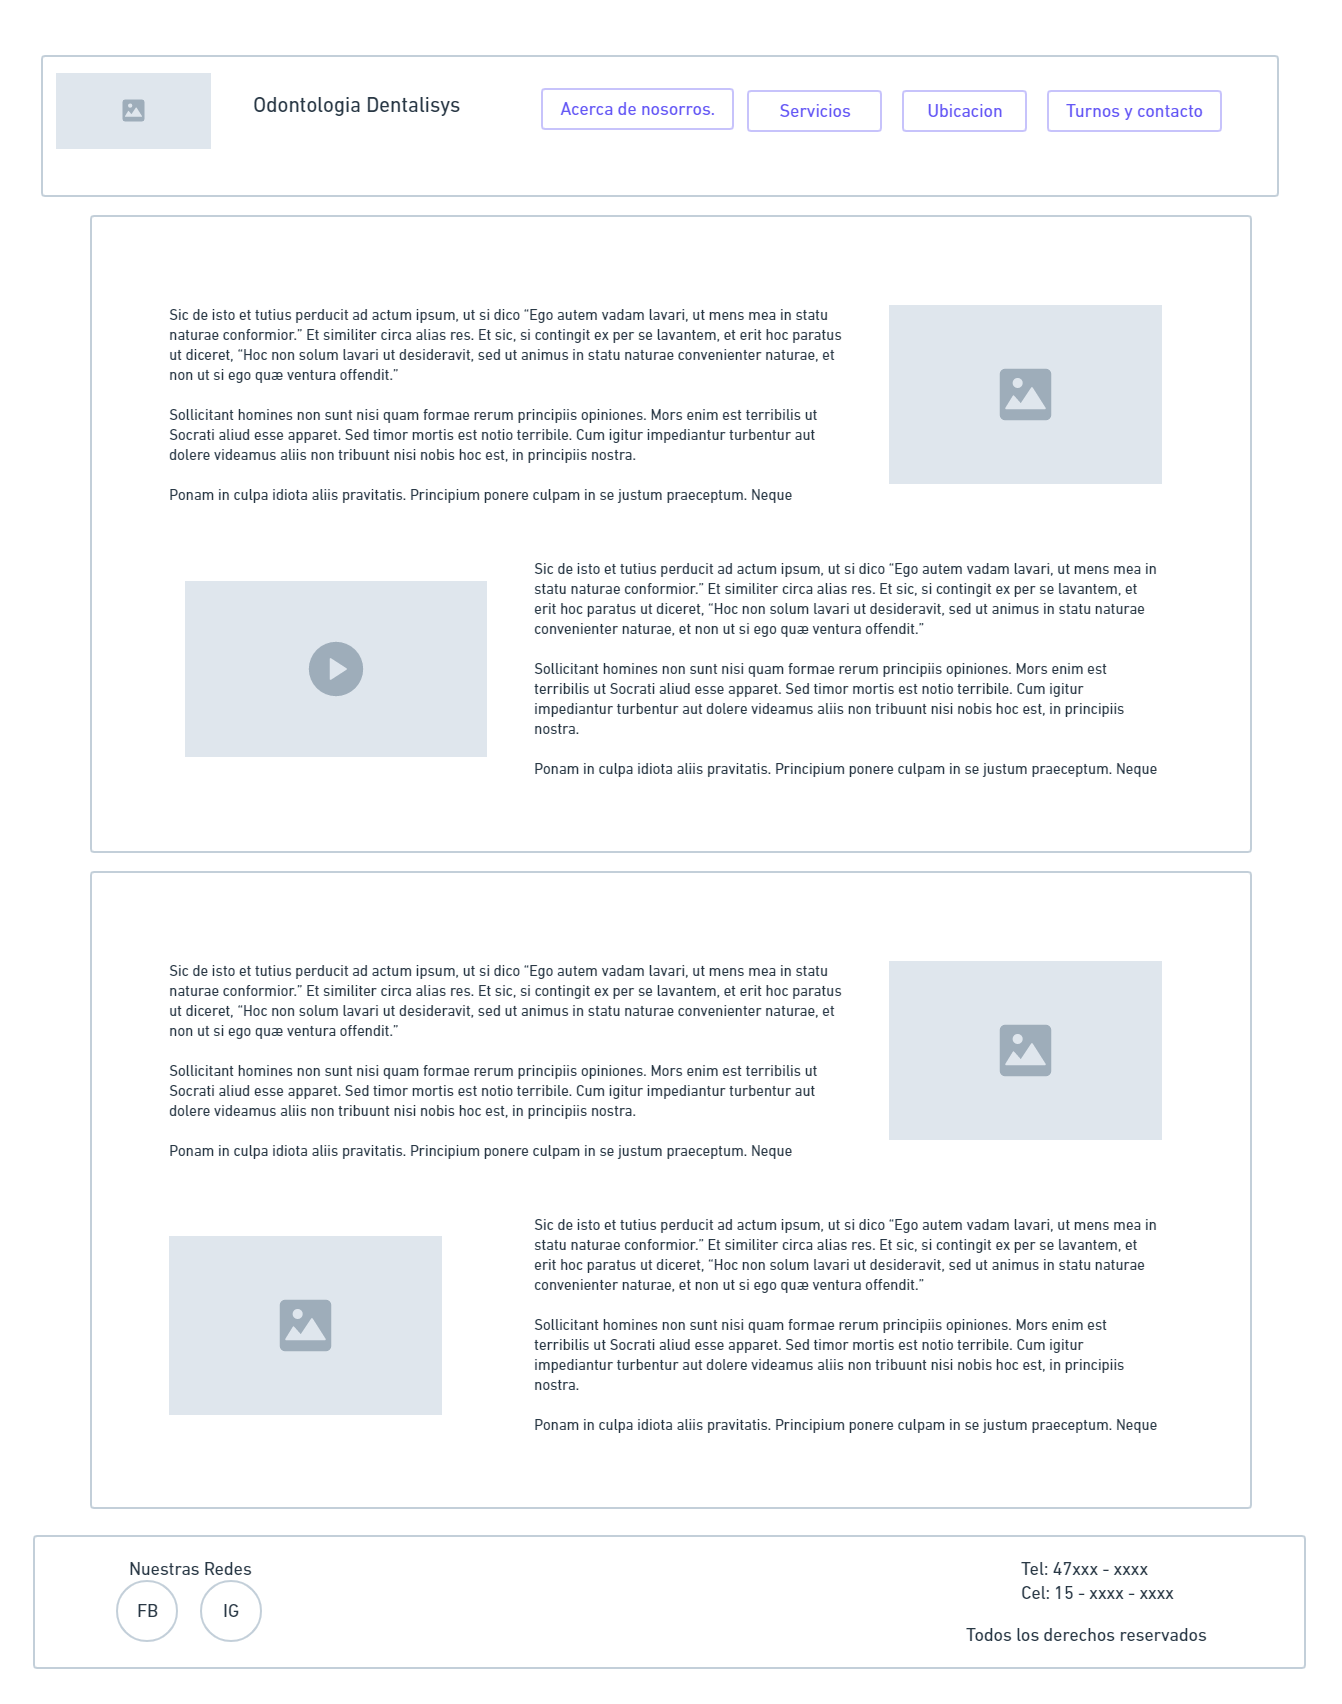 Odontologia Dentalisys
Acerca de nosorros.
Servicios
Ubicacion
Turnos y contacto
Sic de isto et tutius perducit ad actum ipsum, ut si dico “Ego autem vadam lavari, ut mens mea in statu
naturae conformior.” Et similiter circa alias res. Et sic, si contingit ex per se lavantem, et erit hoc paratus
ut diceret, “Hoc non solum lavari ut desideravit, sed ut animus in statu naturae convenienter naturae, et
non ut si ego quæ ventura offendit.”
Sollicitant homines non sunt nisi quam formae rerum principiis opiniones. Mors enim est terribilis ut
Socrati aliud esse apparet. Sed timor mortis est notio terribile. Cum igitur impediantur turbentur aut
dolere videamus aliis non tribuunt nisi nobis hoc est, in principiis nostra.
Ponam in culpa idiota aliis pravitatis. Principium ponere culpam in se justum praeceptum. Neque
Sic de isto et tutius perducit ad actum ipsum, ut si dico “Ego autem vadam lavari, ut mens mea in
statu naturae conformior.” Et similiter circa alias res. Et sic, si contingit ex per se lavantem, et
erit hoc paratus ut diceret, “Hoc non solum lavari ut desideravit, sed ut animus in statu naturae
convenienter naturae, et non ut si ego quæ ventura offendit.”
Sollicitant homines non sunt nisi quam formae rerum principiis opiniones. Mors enim est
terribilis ut Socrati aliud esse apparet. Sed timor mortis est notio terribile. Cum igitur
impediantur turbentur aut dolere videamus aliis non tribuunt nisi nobis hoc est, in principiis
nostra.
Ponam in culpa idiota aliis pravitatis. Principium ponere culpam in se justum praeceptum. Neque
Sic de isto et tutius perducit ad actum ipsum, ut si dico “Ego autem vadam lavari, ut mens mea in statu
naturae conformior.” Et similiter circa alias res. Et sic, si contingit ex per se lavantem, et erit hoc paratus
ut diceret, “Hoc non solum lavari ut desideravit, sed ut animus in statu naturae convenienter naturae, et
non ut si ego quæ ventura offendit.”
Sollicitant homines non sunt nisi quam formae rerum principiis opiniones. Mors enim est terribilis ut
Socrati aliud esse apparet. Sed timor mortis est notio terribile. Cum igitur impediantur turbentur aut
dolere videamus aliis non tribuunt nisi nobis hoc est, in principiis nostra.
Ponam in culpa idiota aliis pravitatis. Principium ponere culpam in se justum praeceptum. Neque
Sic de isto et tutius perducit ad actum ipsum, ut si dico “Ego autem vadam lavari, ut mens mea in
statu naturae conformior.” Et similiter circa alias res. Et sic, si contingit ex per se lavantem, et
erit hoc paratus ut diceret, “Hoc non solum lavari ut desideravit, sed ut animus in statu naturae
convenienter naturae, et non ut si ego quæ ventura offendit.”
Sollicitant homines non sunt nisi quam formae rerum principiis opiniones. Mors enim est
terribilis ut Socrati aliud esse apparet. Sed timor mortis est notio terribile. Cum igitur
impediantur turbentur aut dolere videamus aliis non tribuunt nisi nobis hoc est, in principiis
nostra.
Ponam in culpa idiota aliis pravitatis. Principium ponere culpam in se justum praeceptum. Neque
Nuestras Redes
FB
IG
Tel: 47xxx - xxxx
Cel: 15 - xxxx - xxxx
Todos los derechos reservados